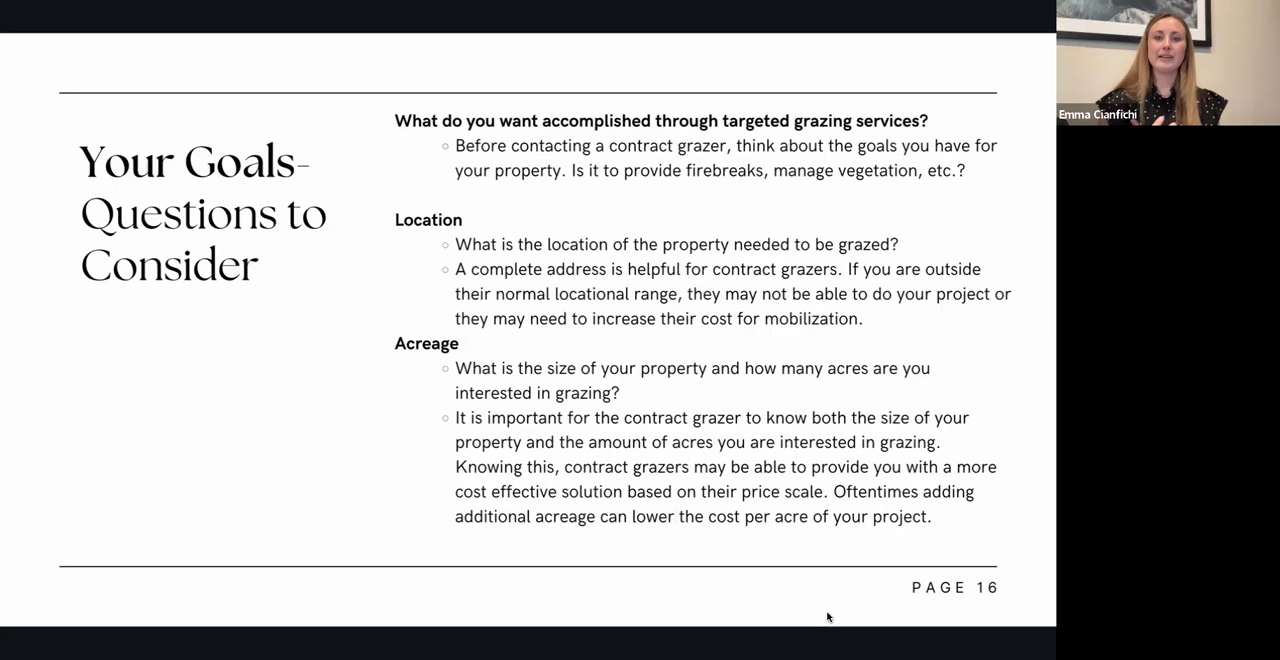 Your Goals-
Questions to
Consider
What do you want accomplished through targeted grazing services?
Before contacting a contract grazer, think about the goals you have for
your property. Is it to provide firebreaks, manage vegetation, etc.?
Location
What is the location of the property needed to be grazed?
A complete address is helpful for contract grazers. If you are outside
their normal locational range, they may not be able to do your project or
they may need to increase their cost for mobilization.
Acreage
What is the size of your property and how many acres are you
interested in grazing?
It is important for the contract grazer to know both the size of your
property and the amount of acres you are interested in grazing.
Knowing this, contract grazers may be able to provide you with a more
cost effective solution based on their price scale. Oftentimes adding
additional acreage can lower the cost per acre of your project.
PAGE 16
Emma Cianfichi